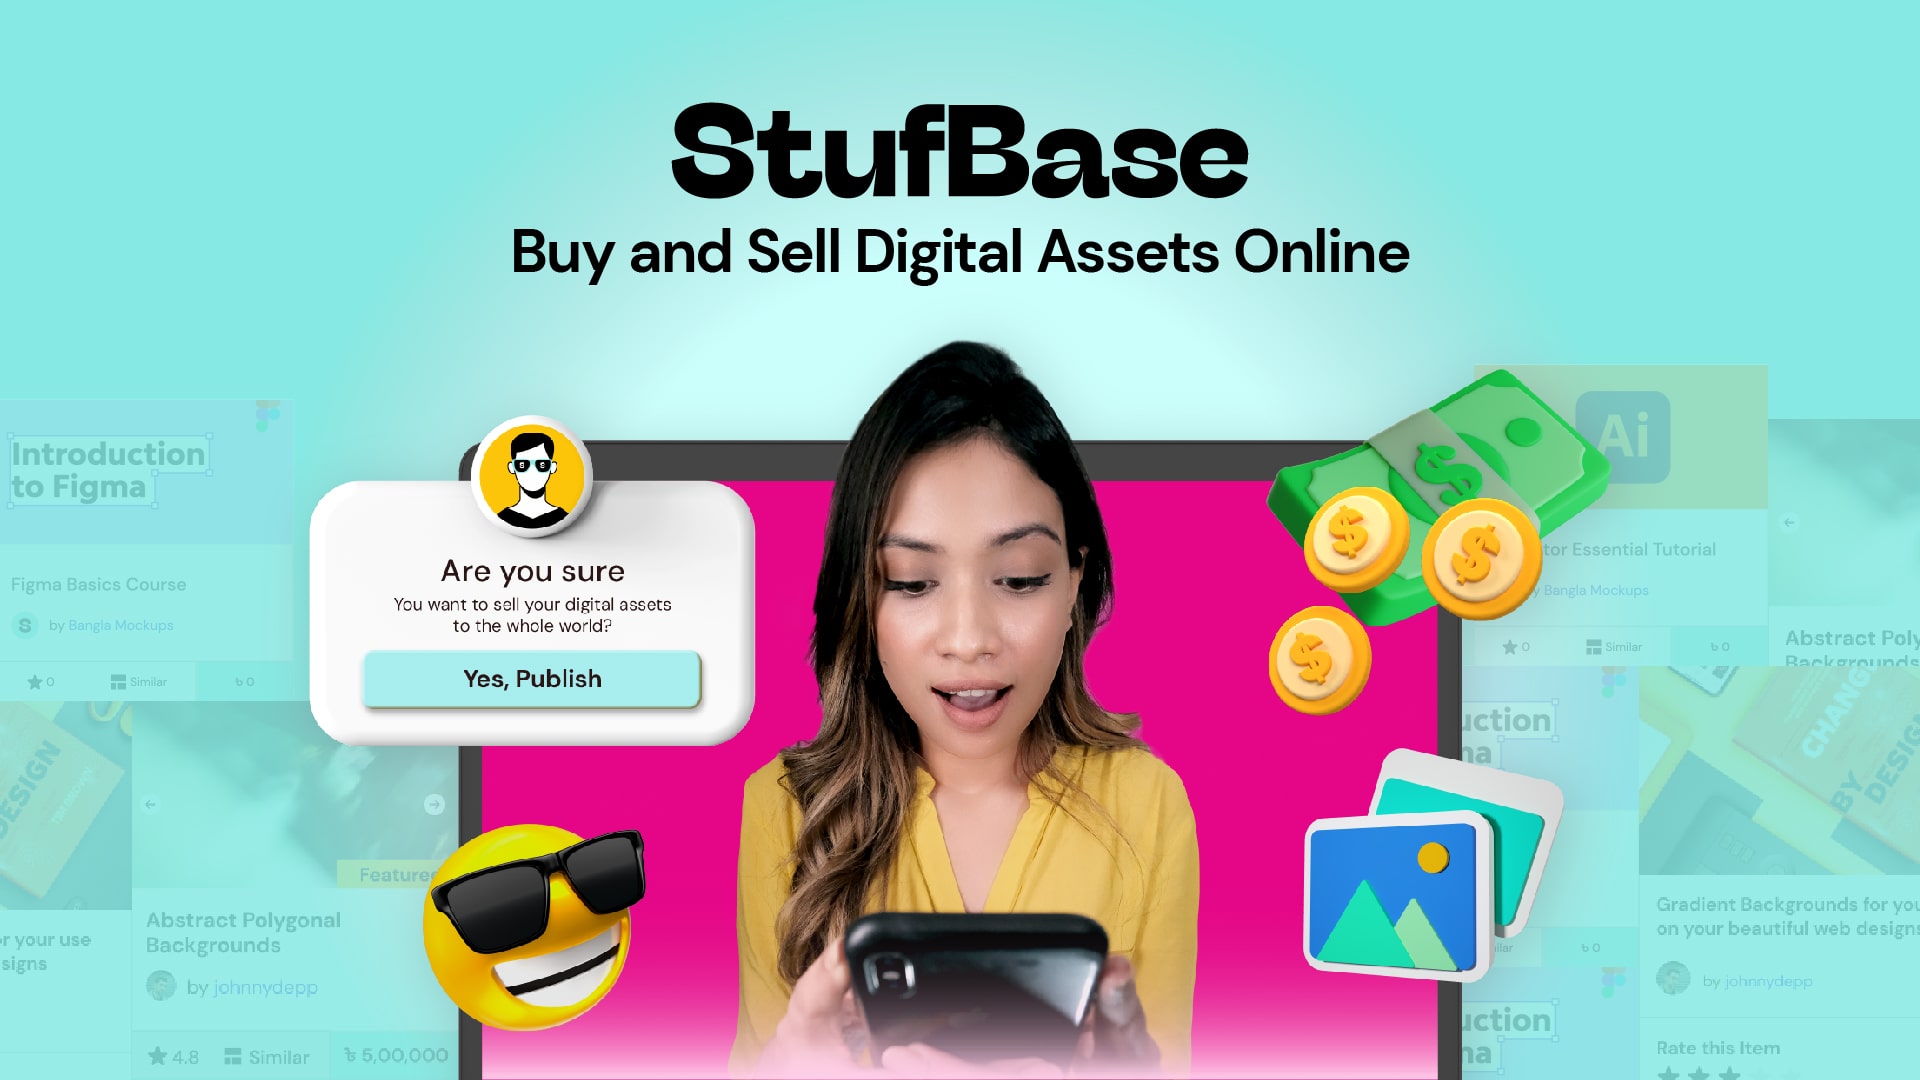 StufBase
Buy and Sell Digital Assets Online
Introduction
to Figma
Figma Basics Course
by Bangla Mockups
0
Similar
৳ 0
DESIGN
TIMOROW
r your use
signs
Featured
Abstract Polygonal
Backgrounds
by johnnydepp
4.8
Similar
৳ 5,00,000
Are you sure
You want to sell your digital assets
to the whole world?
Yes, Publish
$
$
$
$
Ai
tor Essential Tutorial
y Bangla Mockups
0
Similar
৳ 0
Abstract Poly
Backgrounds
uction
na
ilar
৳ 0
uction
na
CHANG
BY
DESIGN
Gradient Backgrounds for you
on your beautiful web designs
by johnnydepp
Rate this Item